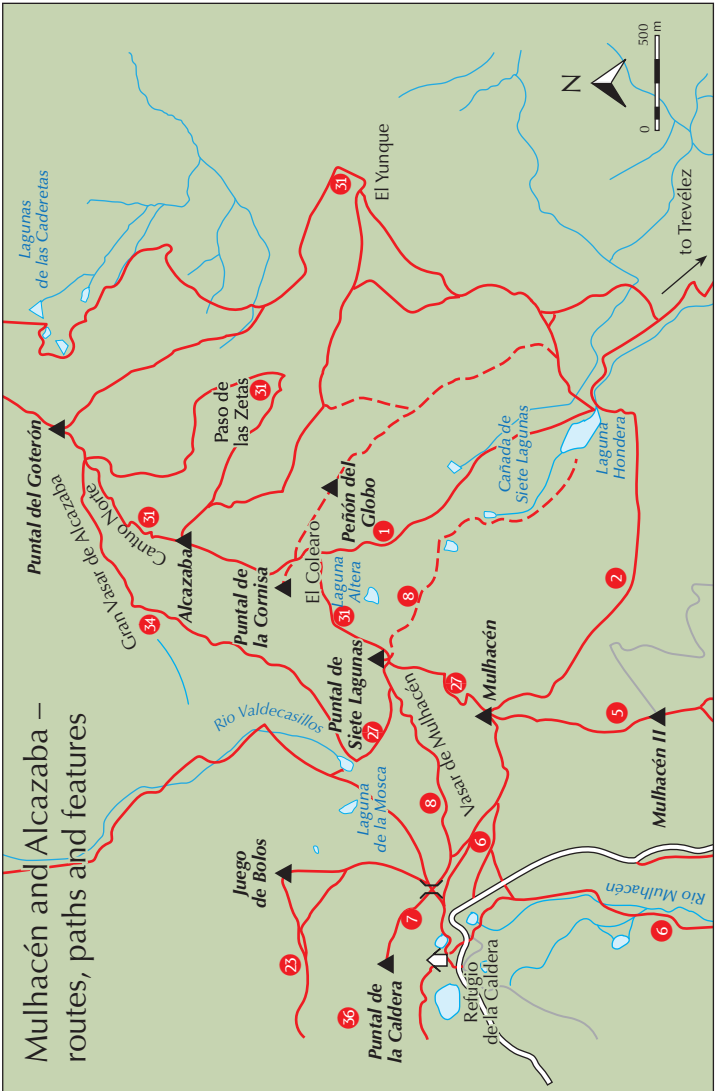 Mulhacén and Alcazaba –
routes, paths and features
Lagunas
de las Caderetas
Puntal del Goterón
31
El Yunque
Paso de
las Zetas
31
Gran Vasar de Alcazaba
Cantuo Norte
31
34
Alcazaba
Puntal de
la Cornisa
El Colearo
Peñón del
Globo
Rio Valdecasillos
Puntal de
Siete Lagunas
31
Laguna
Altera
1
8
Cañada de
Siete Lagunas
Laguna
Hondera
to Trevélez
27
Laguna
de la Mosca
Juego
de Bolos
23
8
Vasar de Mulhacén
27
Mulhacén
2
5
Mulhacén II
36
Puntal de
la Caldera
7
6
Refugio
de la Caldera
Rio Mulhacén
6
N
0
500
m